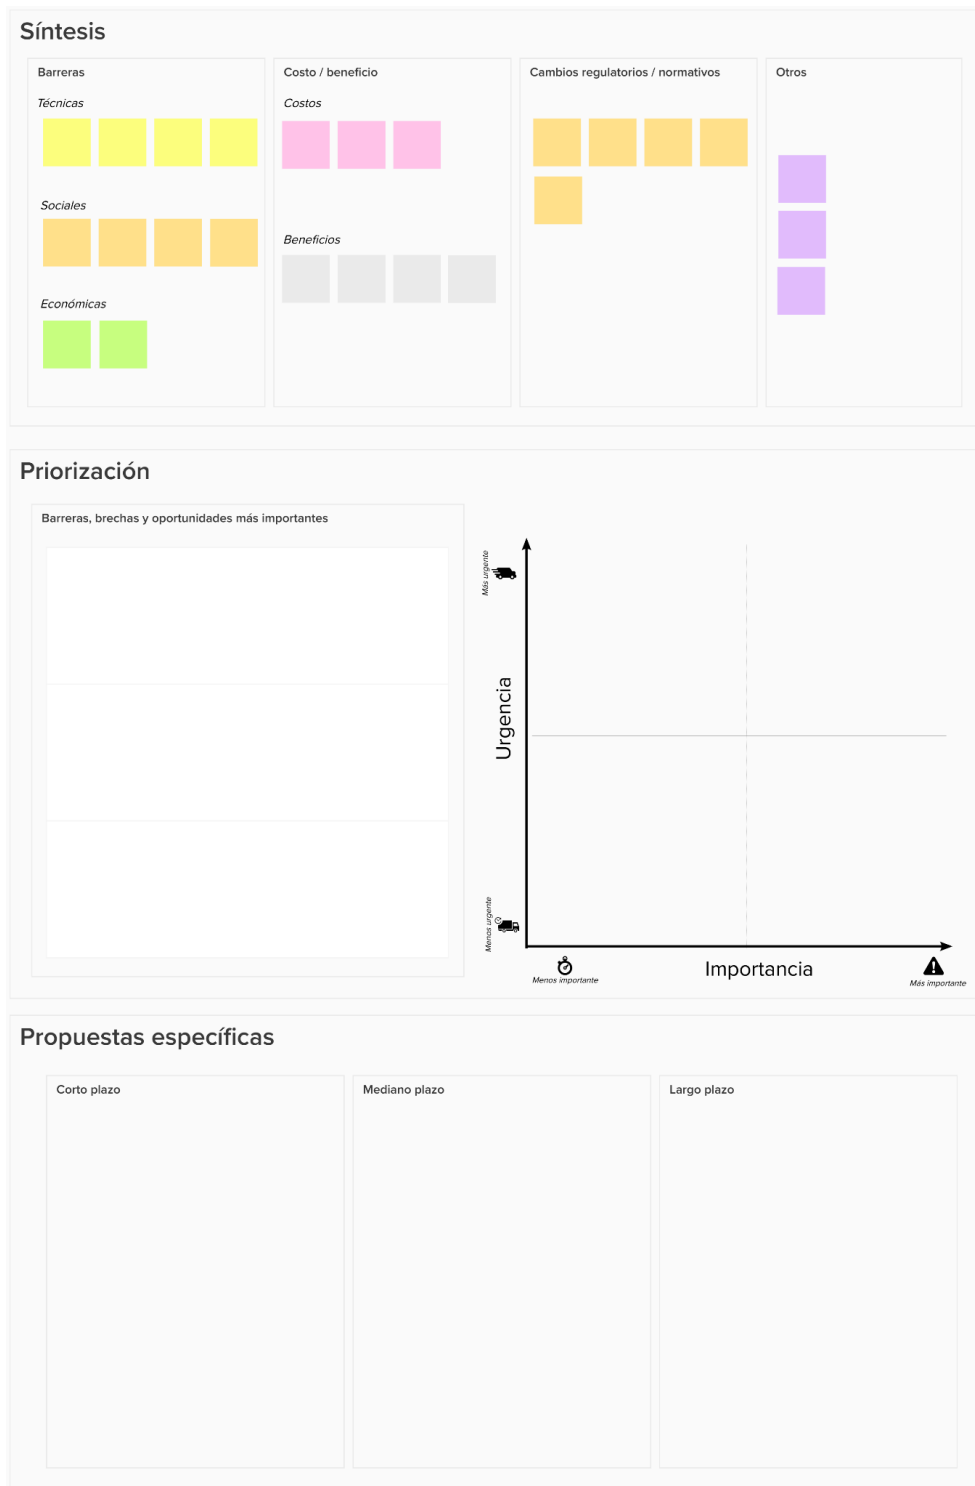 Síntesis
Barreras
Técnicas
Sociales
Económicas
Costo / beneficio
Costos
Beneficios
Cambios regulatorios / normativos
Otros
Priorización
Barreras, brechas y oportunidades más importantes
Más urgente
Urgencia
Menos urgente
Menos importante
Importancia
Más importante
Propuestas específicas
Corto plazo
Mediano plazo
Largo plazo